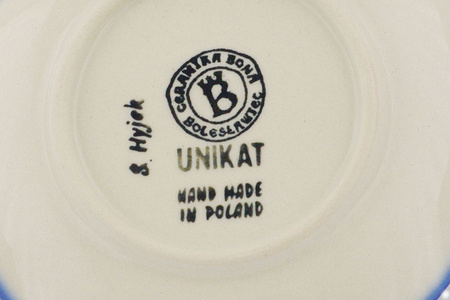 CERAMIKA BONA
B
BOLESŁAWIEC
UNIKAT
HAND MADE
IN POLAND
S. Hyjek